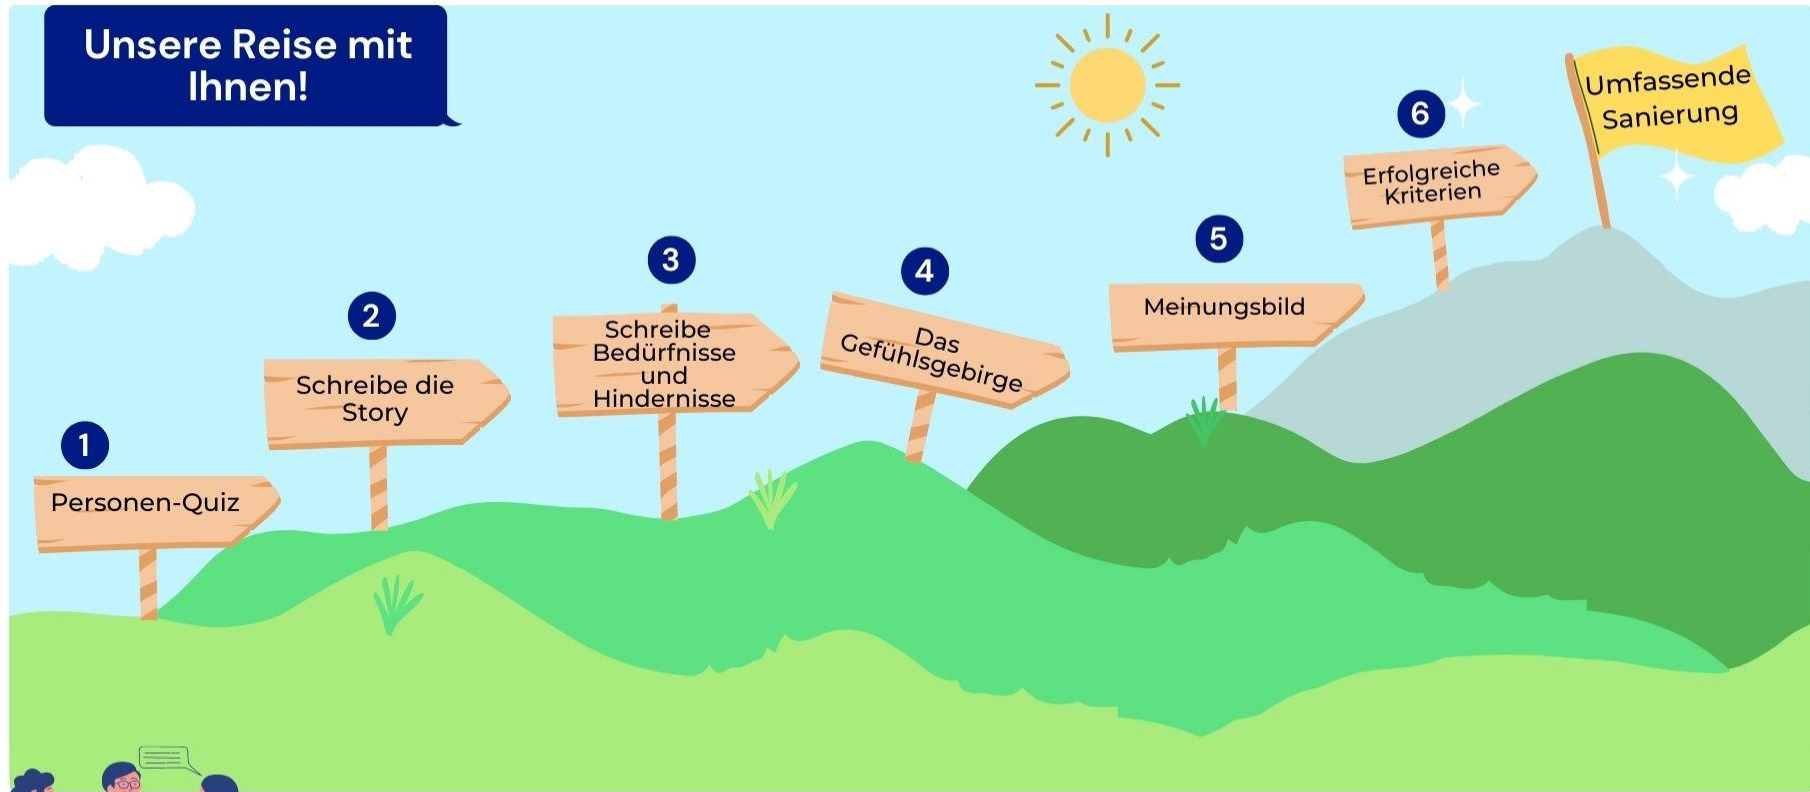 Unsere Reise mit
Ihnen!
1
Personen-Quiz
2
Schreibe die
Story
3
Schreibe
Bedürfnisse
und
Hindernisse
4
Das
Gefühlsgebirge
5
Meinungsbild
6
Erfolgreiche
Kriterien
Umfassende
Sanierung